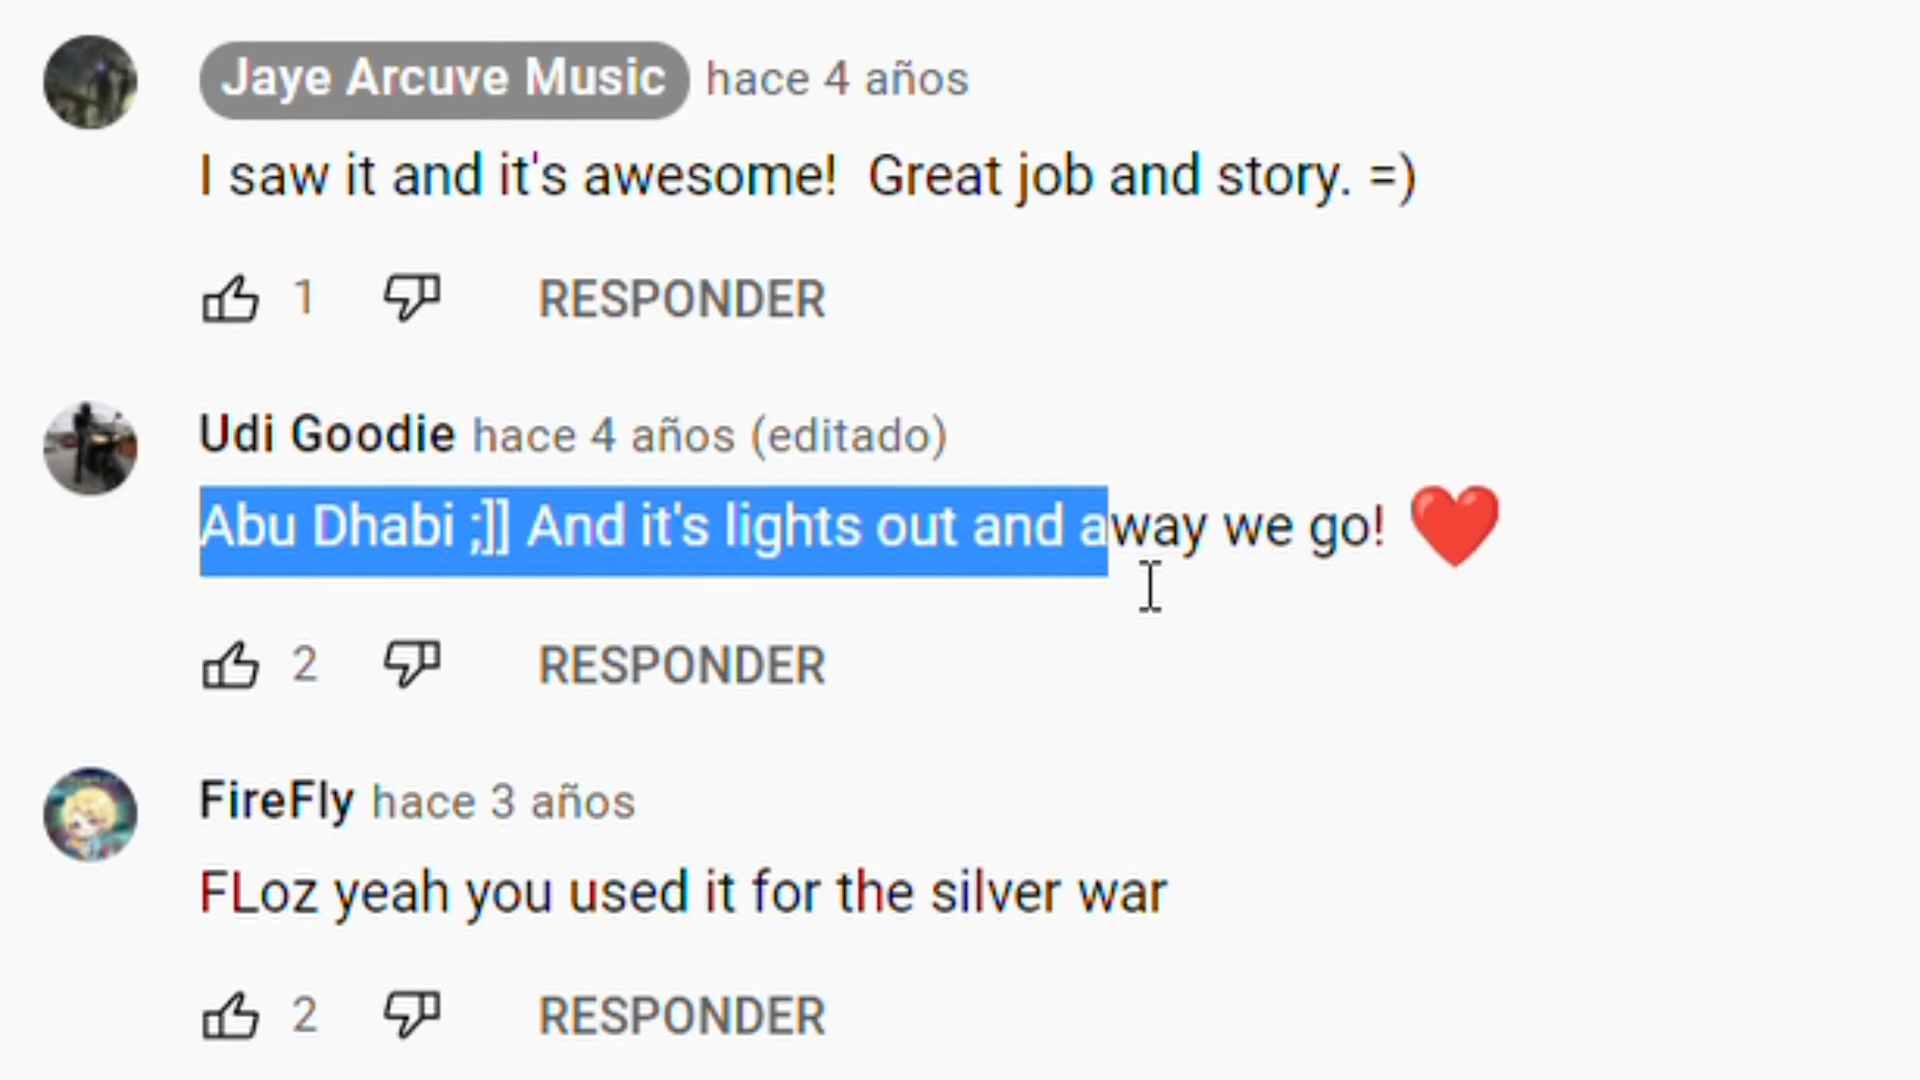 Jaye Arcuve Music hace 4 años
I saw it and it's awesome!  Great job and story. =)
1 RESPONDER
Udi Goodie hace 4 años (editado)
Abu Dhabi ;]] And it's lights out and away we go! ❤️
2 RESPONDER
FireFly hace 3 años
FLoz yeah you used it for the silver war
2 RESPONDER